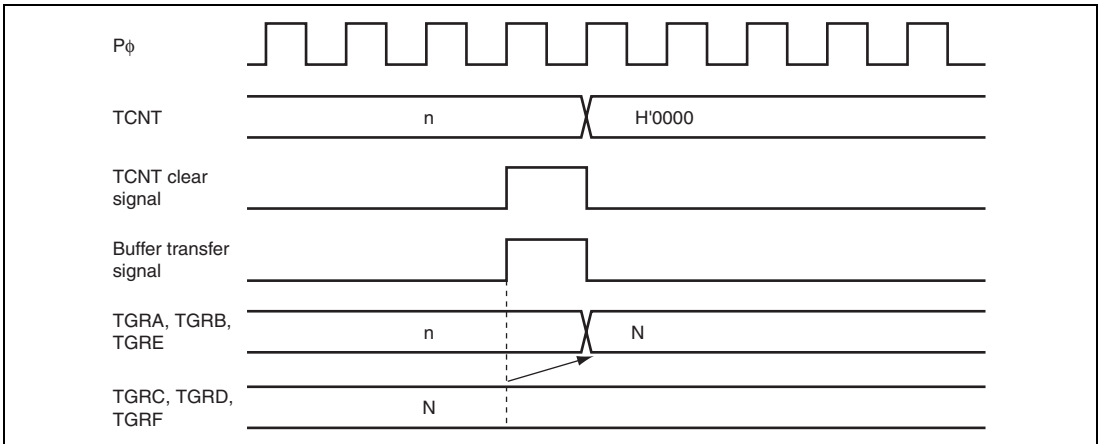 Pϕ
TCNT
n
H'0000
TCNT clear
signal
Buffer transfer
signal
TGRA, TGRB,
TGRE
n
N
TGRC, TGRD,
TGRF
N